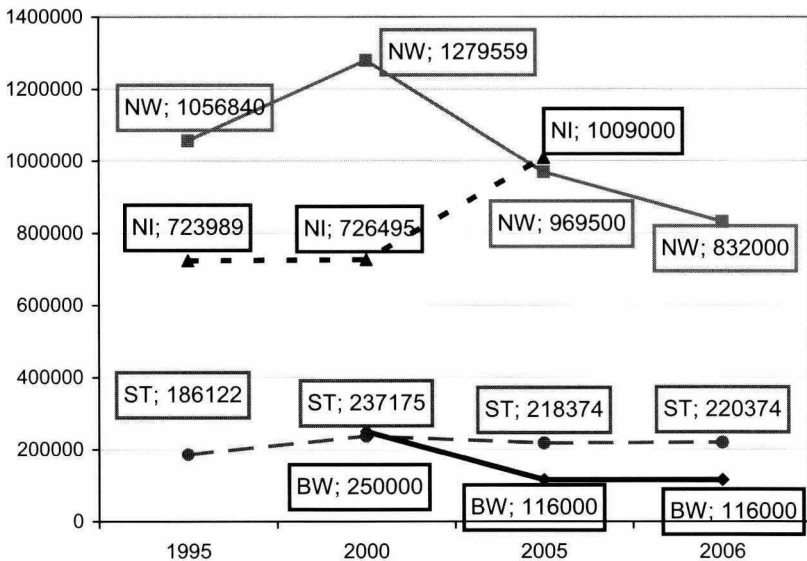 1400000
1200000
1000000
800000
600000
400000
200000
0
NW; 1056840
NW; 1279559
NW; 969500
NW; 832000
NI; 723989
NI; 726495
NI; 1009000
ST; 186122
ST; 237175
ST; 218374
ST; 220374
BW; 250000
BW; 116000
BW; 116000
1995
2000
2005
2006